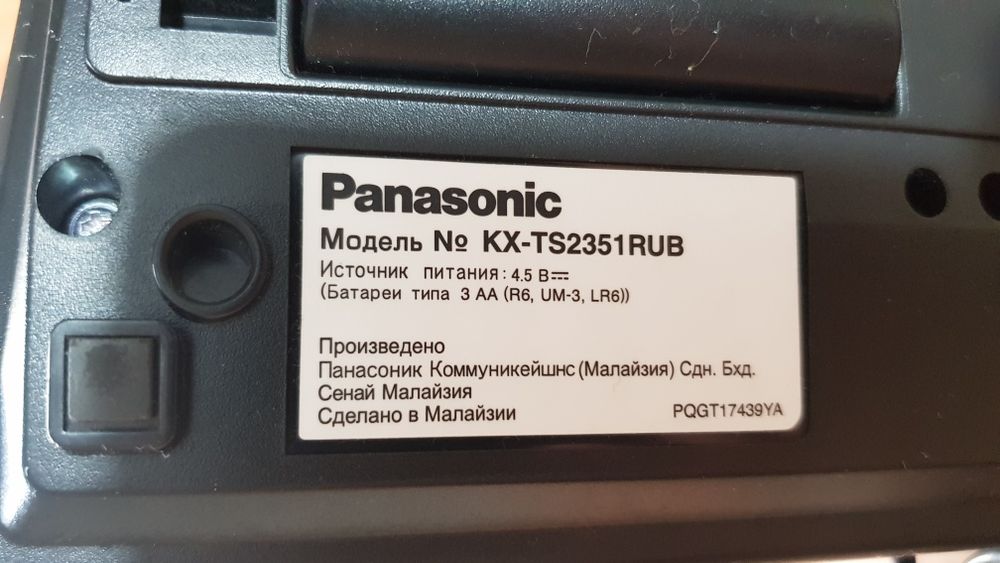 Panasonic
Модель № KX-TS2351RUB
Источник питания: 4.5 В⎓
(Батареи типа 3 AA (R6, UM-3, LR6))
Произведено
Панасоник Коммуникейшнс (Малайзия) Сдн. Бхд.
Сенай Малайзия
Сделано в Малайзии
PQGT17439YA